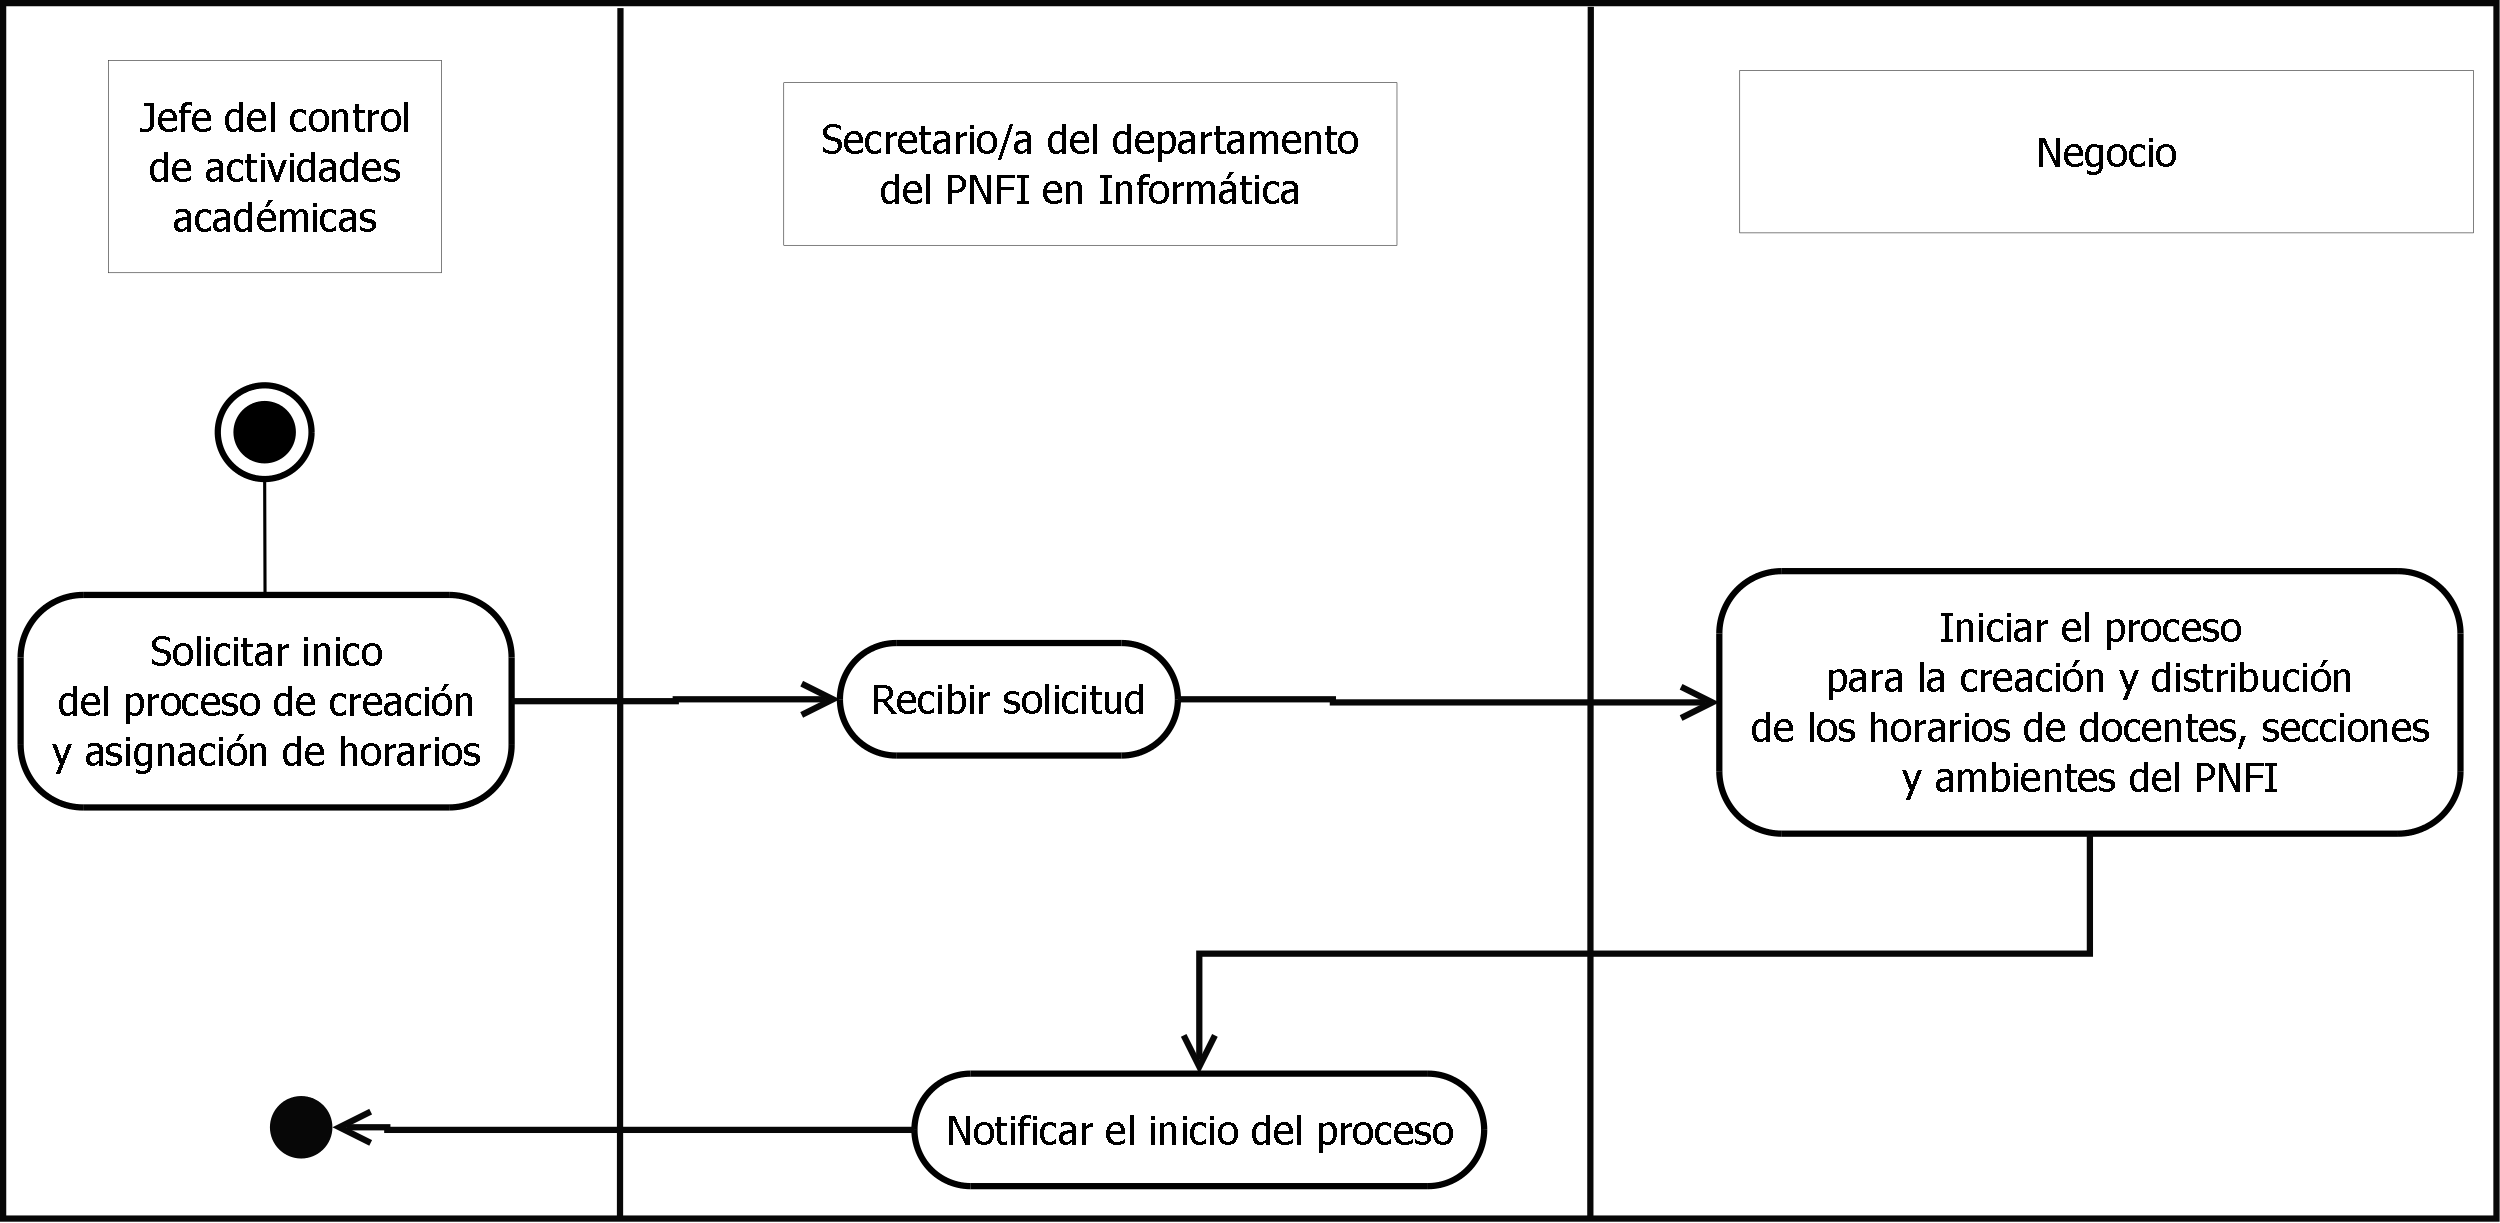 Jefe del control
de actividades
académicas
Secretario/a del departamento
del PNFI en Informática
Negocio
Solicitar inico
del proceso de creación
y asignación de horarios
Recibir solicitud
Iniciar el proceso
para la creación y distribución
de los horarios de docentes, secciones
y ambientes del PNFI
Notificar el inicio del proceso